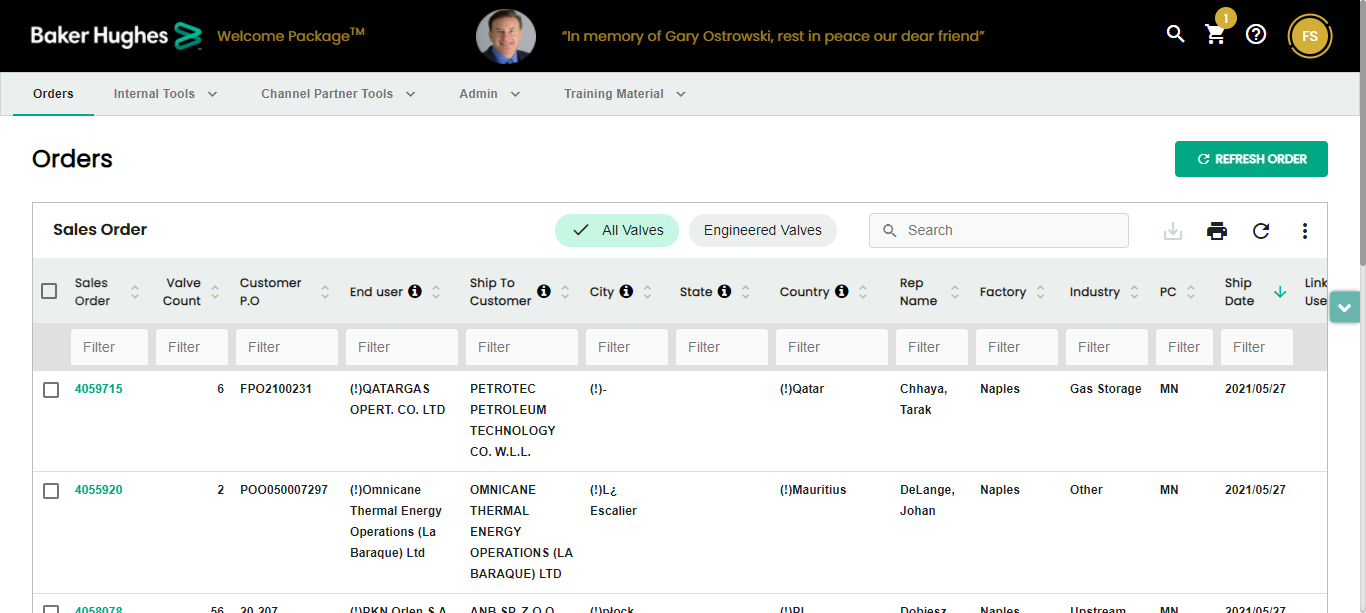 Baker Hughes Welcome Package™ “In memory of Gary Ostrowski, rest in peace our dear friend” 1 FS
Orders Internal Tools Channel Partner Tools Admin Training Material
Orders
REFRESH ORDER
Sales Order All Valves Engineered Valves Search
Sales Order Valve Count Customer P.O End user Ship To Customer City State Country Rep Name Factory Industry PC Ship Date Link Use
Filter Filter Filter Filter Filter Filter Filter Filter Filter Filter Filter Filter Filter
4059715 6 FPO2100231 (!)QATARGAS (!)- (!)Qatar Chhaya, Naples Gas Storage MN 2021/05/27
OPERT. CO. LTD Tarak
PETROTEC
PETROLEUM
TECHNOLOGY
CO. W.L.L.
4055920 2 POO050007297 (!)Omnicane OMNICANE (!)L¿ (!)Mauritius DeLange, Naples Other MN 2021/05/27
Thermal Energy THERMAL Escalier Johan
Operations (La ENERGY
Baraque) Ltd OPERATIONS (LA
BARAQUE) LTD
4058078 56 20.207 (!)PKN Orlen S.A ANB SP. Z O.O. (!)płock (!)PL Dobiesz, Naples Upstream MN 2021/05/27